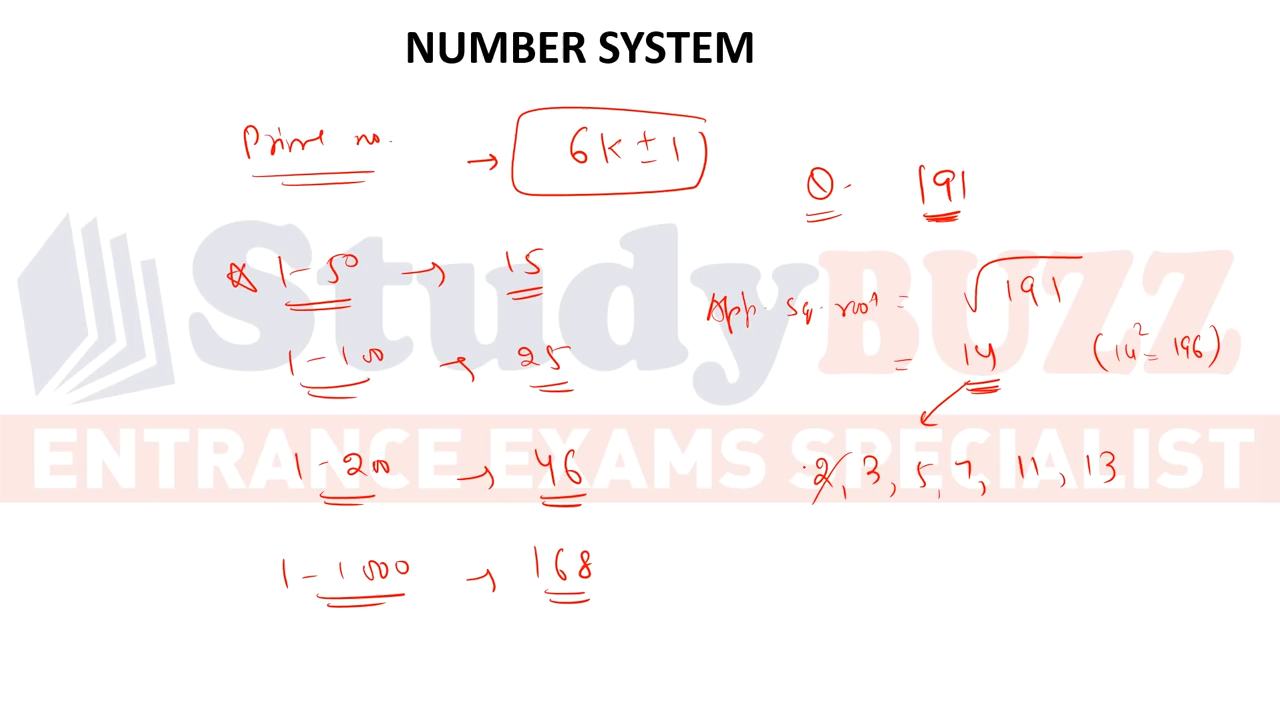 NUMBER SYSTEM
Prime no. → 6k ± 1
Q. 191
1 - 50 → 15
1 - 100 → 25
1 - 200 → 46
1 - 1000 → 168
App. sq. root = √191
= 14 (14² = 196)
2, 3, 5, 7, 11, 13
StudyBUZZ
ENTRANCE EXAMS SPECIALIST